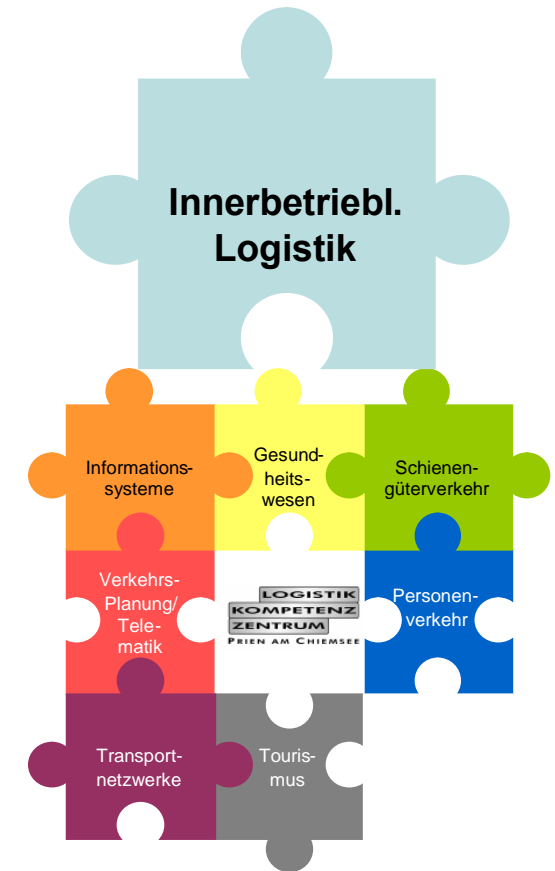 Innerbetriebl.
Logistik
Informations-
systeme
Gesund-
heits-
wesen
Schienen-
güterverkehr
Verkehrs-
Planung/
Tele-
matik
LOGISTIK
KOMPETENZ
ZENTRUM
PRIEN AM CHIEMSEE
Personen-
verkehr
Transport-
netzwerke
Touris-
mus